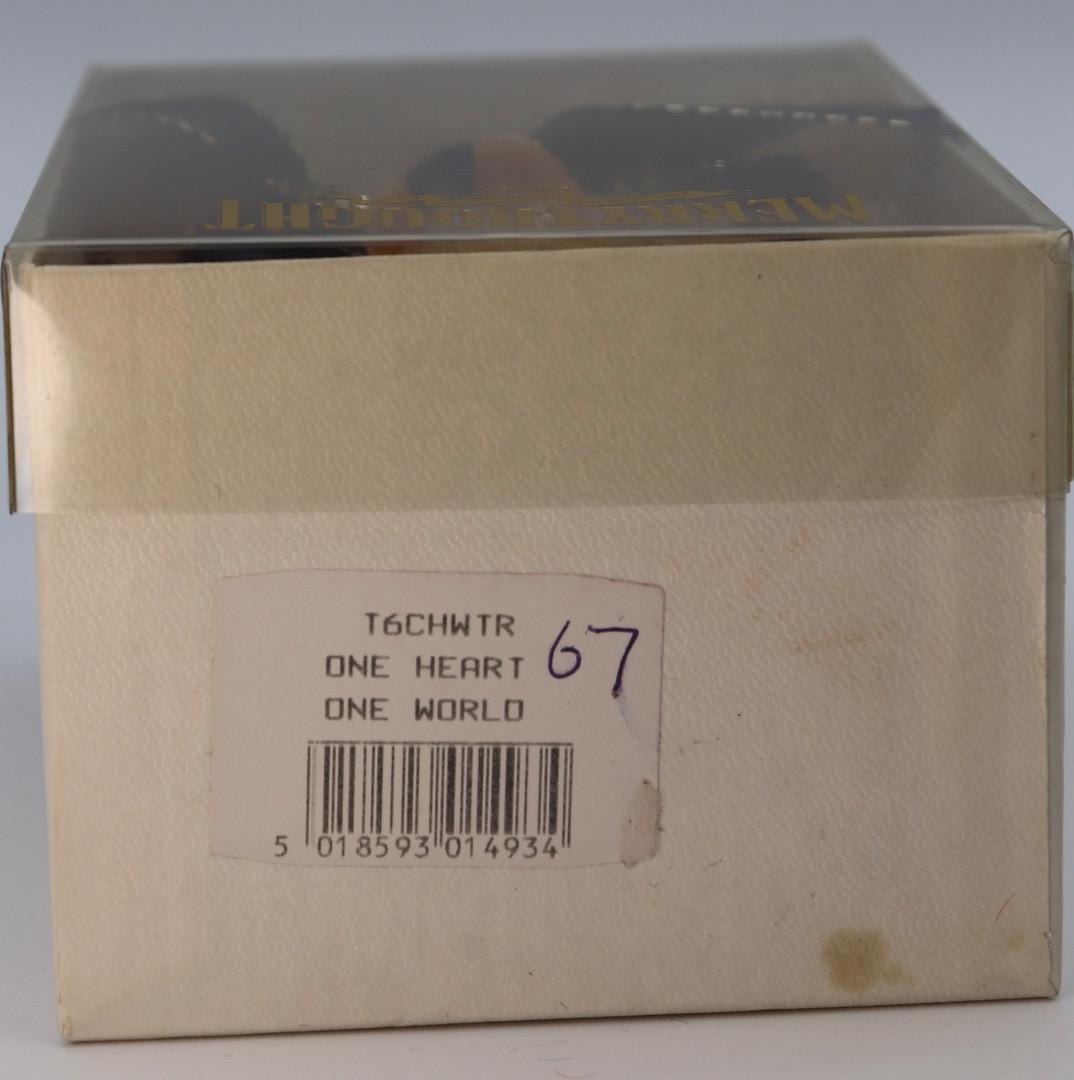 MERRYTHOUGHT
T6CHWTR
67
ONE HEART
ONE WORLD
5 018593 014934